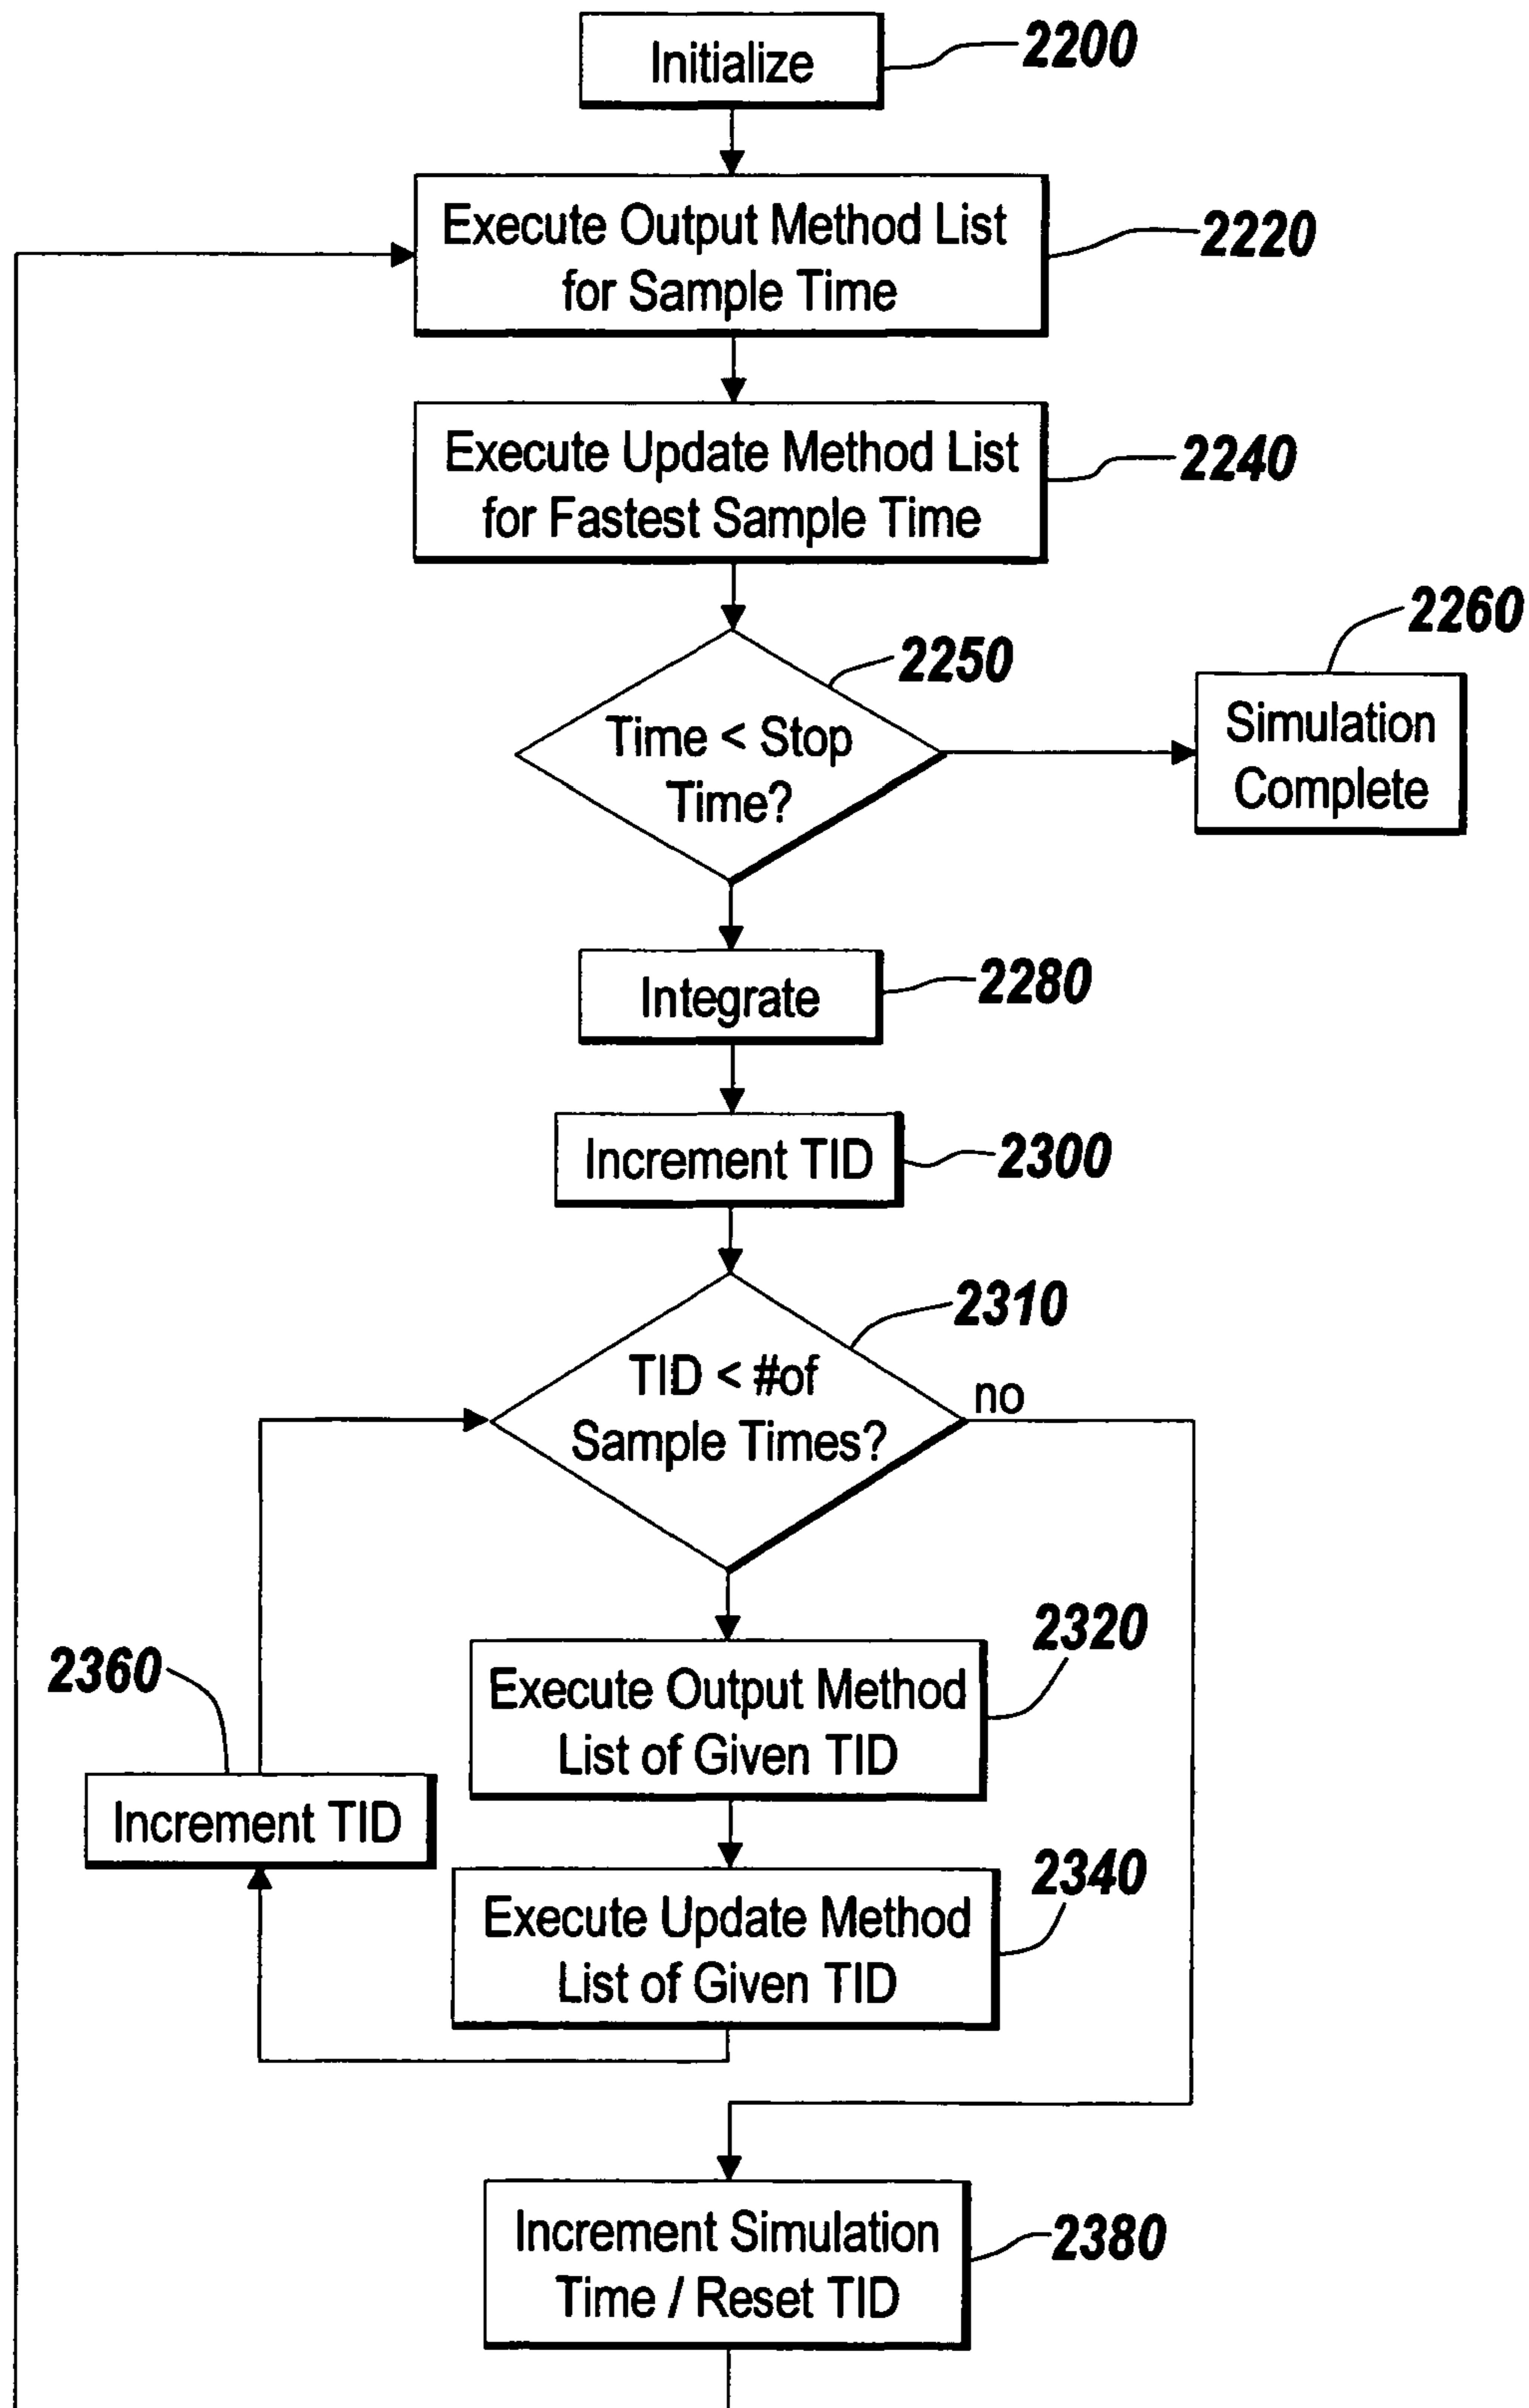 Initialize
2200
Execute Output Method List
for Sample Time
2220
Execute Update Method List
for Fastest Sample Time
2240
2250
Time < Stop
Time?
2260
Simulation
Complete
Integrate
2280
Increment TID
2300
2310
TID < #of
Sample Times?
no
2320
Execute Output Method
List of Given TID
2360
Increment TID
2340
Execute Update Method
List of Given TID
Increment Simulation
Time / Reset TID
2380